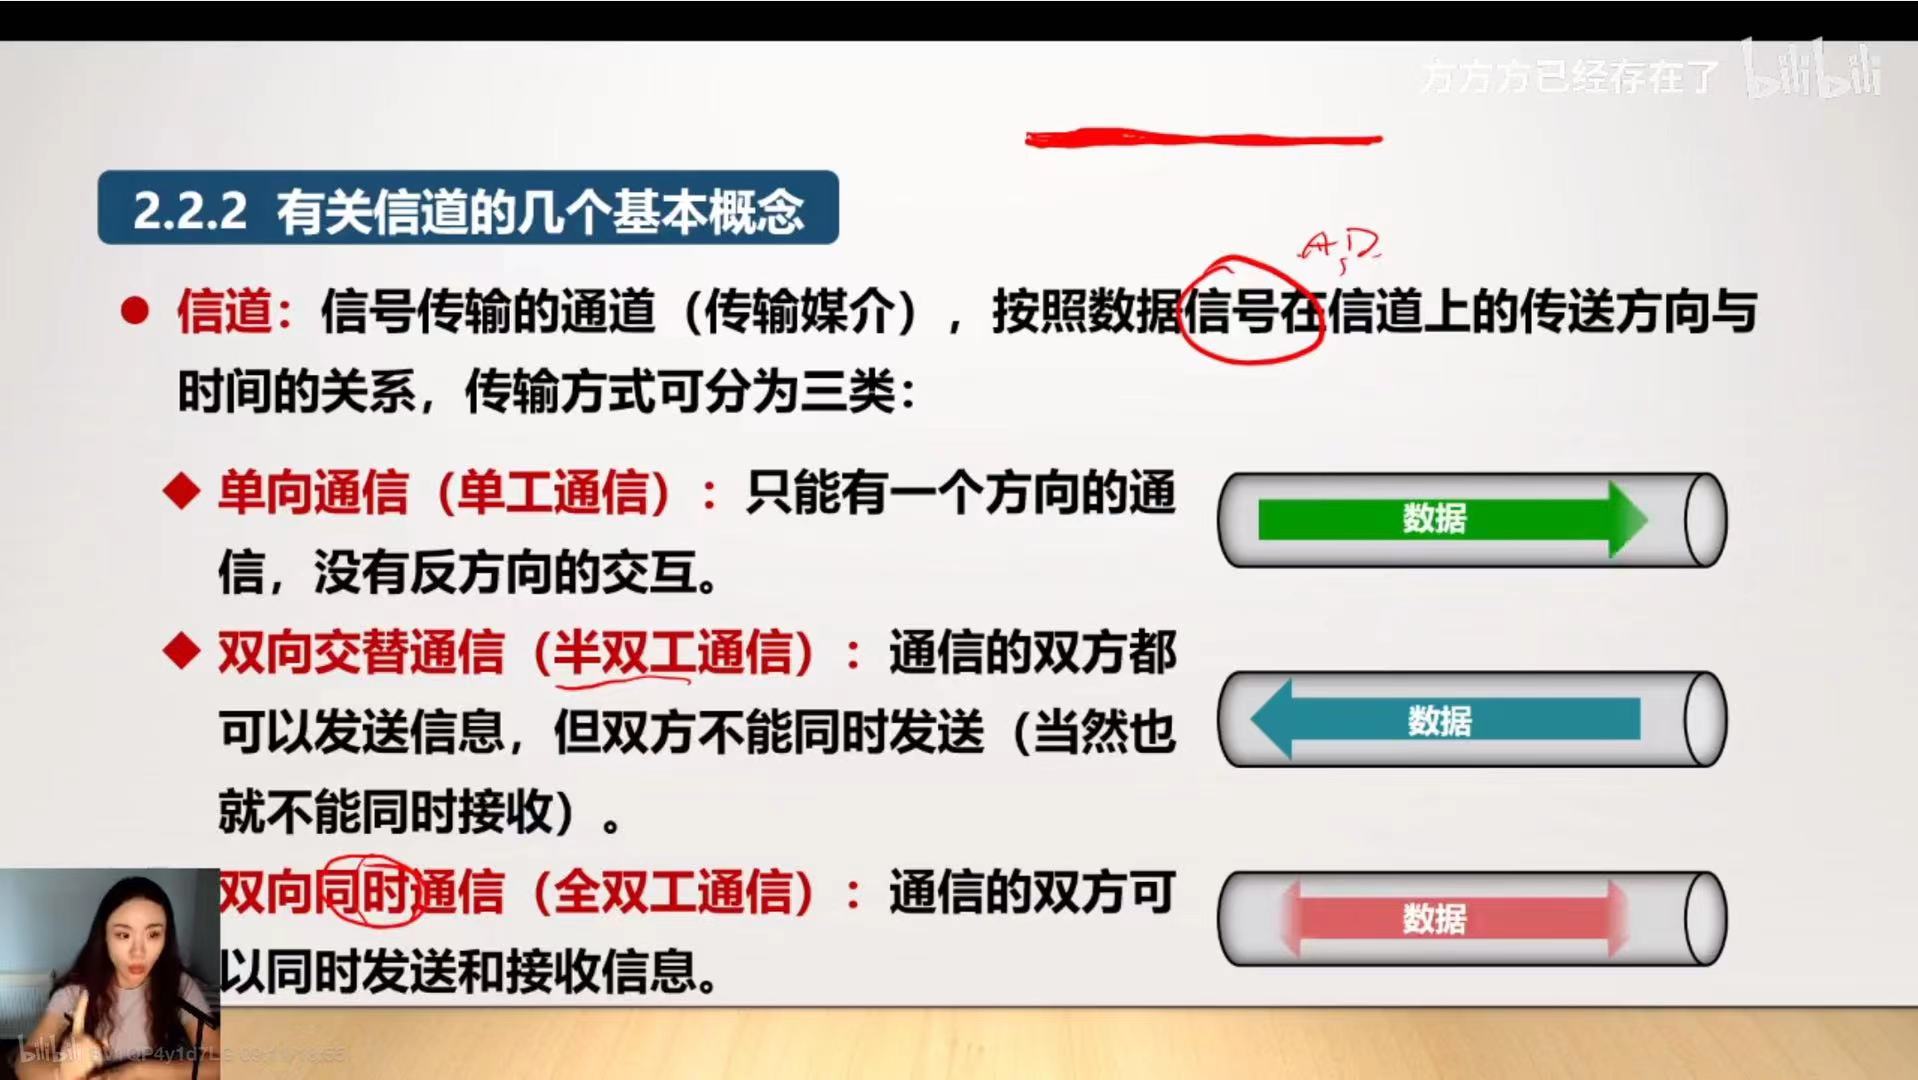 方方方已经存在了 bilibili
2.2.2 有关信道的几个基本概念
A,D
信道：信号传输的通道（传输媒介），按照数据信号在信道上的传送方向与
时间的关系，传输方式可分为三类：
单向通信（单工通信）：只能有一个方向的通
信，没有反方向的交互。
数据
双向交替通信（半双工通信）：通信的双方都
可以发送信息，但双方不能同时发送（当然也
就不能同时接收）。
数据
双向同时通信（全双工通信）：通信的双方可
以同时发送和接收信息。
数据
bilibili